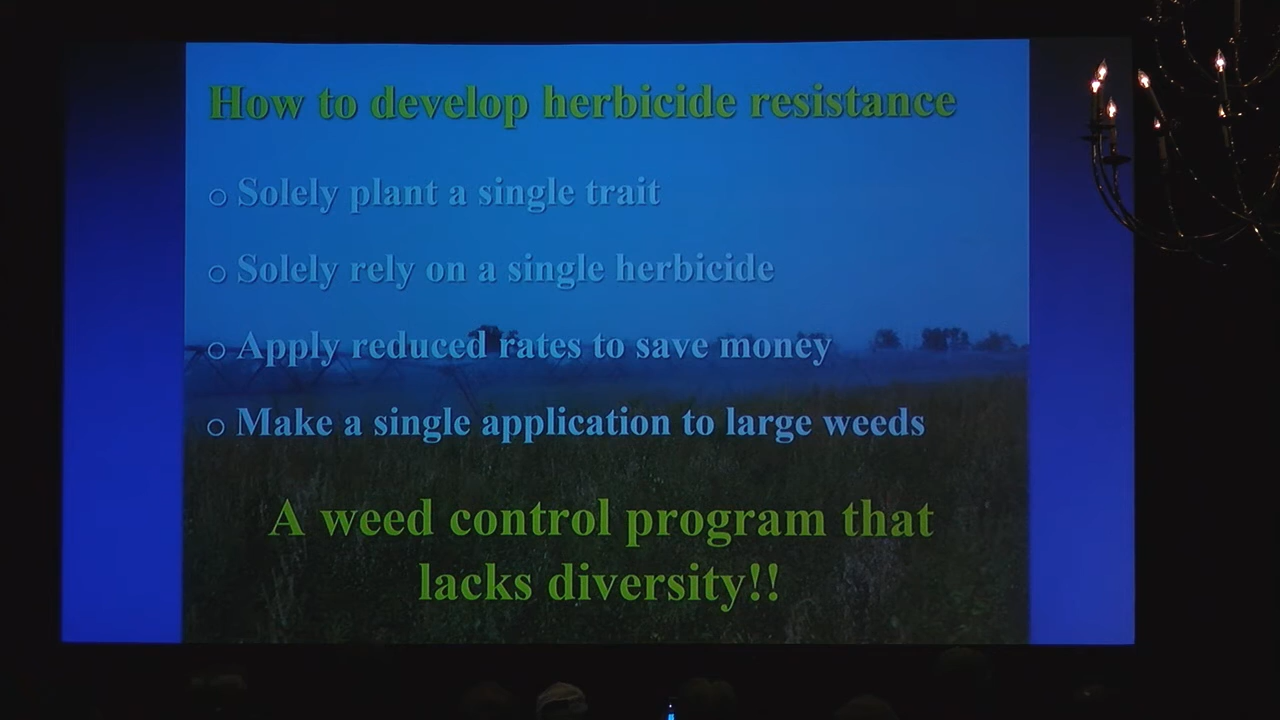 How to develop herbicide resistance
o Solely plant a single trait
o Solely rely on a single herbicide
o Apply reduced rates to save money
o Make a single application to large weeds
A weed control program that
lacks diversity!!